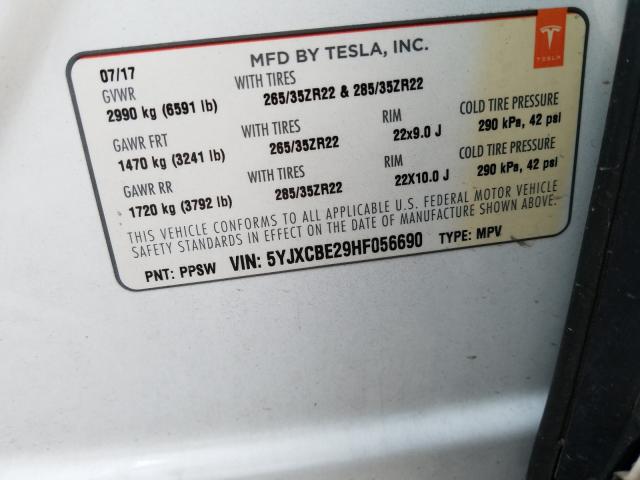 MFD BY TESLA, INC.
TESLA
07/17
GVWR WITH TIRES COLD TIRE PRESSURE
2990 kg (6591 lb) 265/35ZR22 & 285/35ZR22
GAWR FRT WITH TIRES RIM 290 kPa, 42 psi
1470 kg (3241 lb) 265/35ZR22 22x9.0 J COLD TIRE PRESSURE
GAWR RR WITH TIRES RIM 290 kPa, 42 psi
1720 kg (3792 lb) 285/35ZR22 22X10.0 J
THIS VEHICLE CONFORMS TO ALL APPLICABLE U.S. FEDERAL MOTOR VEHICLE
SAFETY STANDARDS IN EFFECT ON THE DATE OF MANUFACTURE SHOWN ABOVE.
PNT: PPSW VIN: 5YJXCBE29HF056690 TYPE: MPV